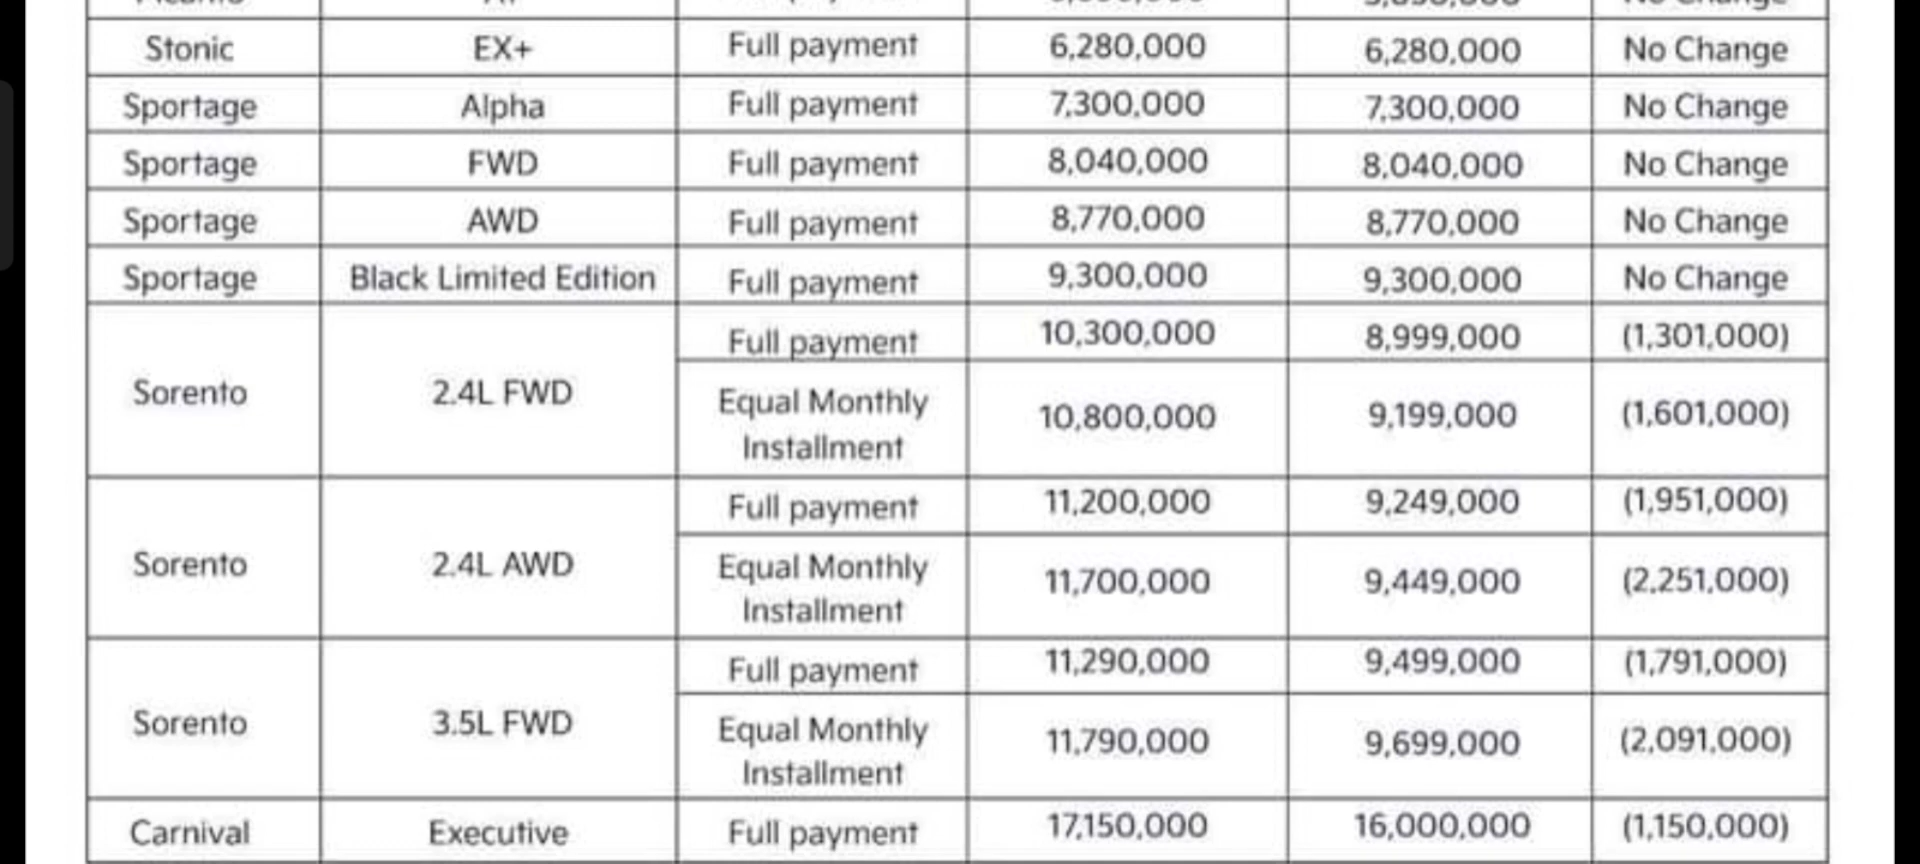 Stonic EX+ Full payment 6,280,000 6,280,000 No Change
Sportage Alpha Full payment 7,300,000 7,300,000 No Change
Sportage FWD Full payment 8,040,000 8,040,000 No Change
Sportage AWD Full payment 8,770,000 8,770,000 No Change
Sportage Black Limited Edition Full payment 9,300,000 9,300,000 No Change
Sorento 2.4L FWD
Full payment 10,300,000 8,999,000 (1,301,000)
Equal Monthly
Installment 10,800,000 9,199,000 (1,601,000)
Sorento 2.4L AWD
Full payment 11,200,000 9,249,000 (1,951,000)
Equal Monthly
Installment 11,700,000 9,449,000 (2,251,000)
Sorento 3.5L FWD
Full payment 11,290,000 9,499,000 (1,791,000)
Equal Monthly
Installment 11,790,000 9,699,000 (2,091,000)
Carnival Executive Full payment 17,150,000 16,000,000 (1,150,000)